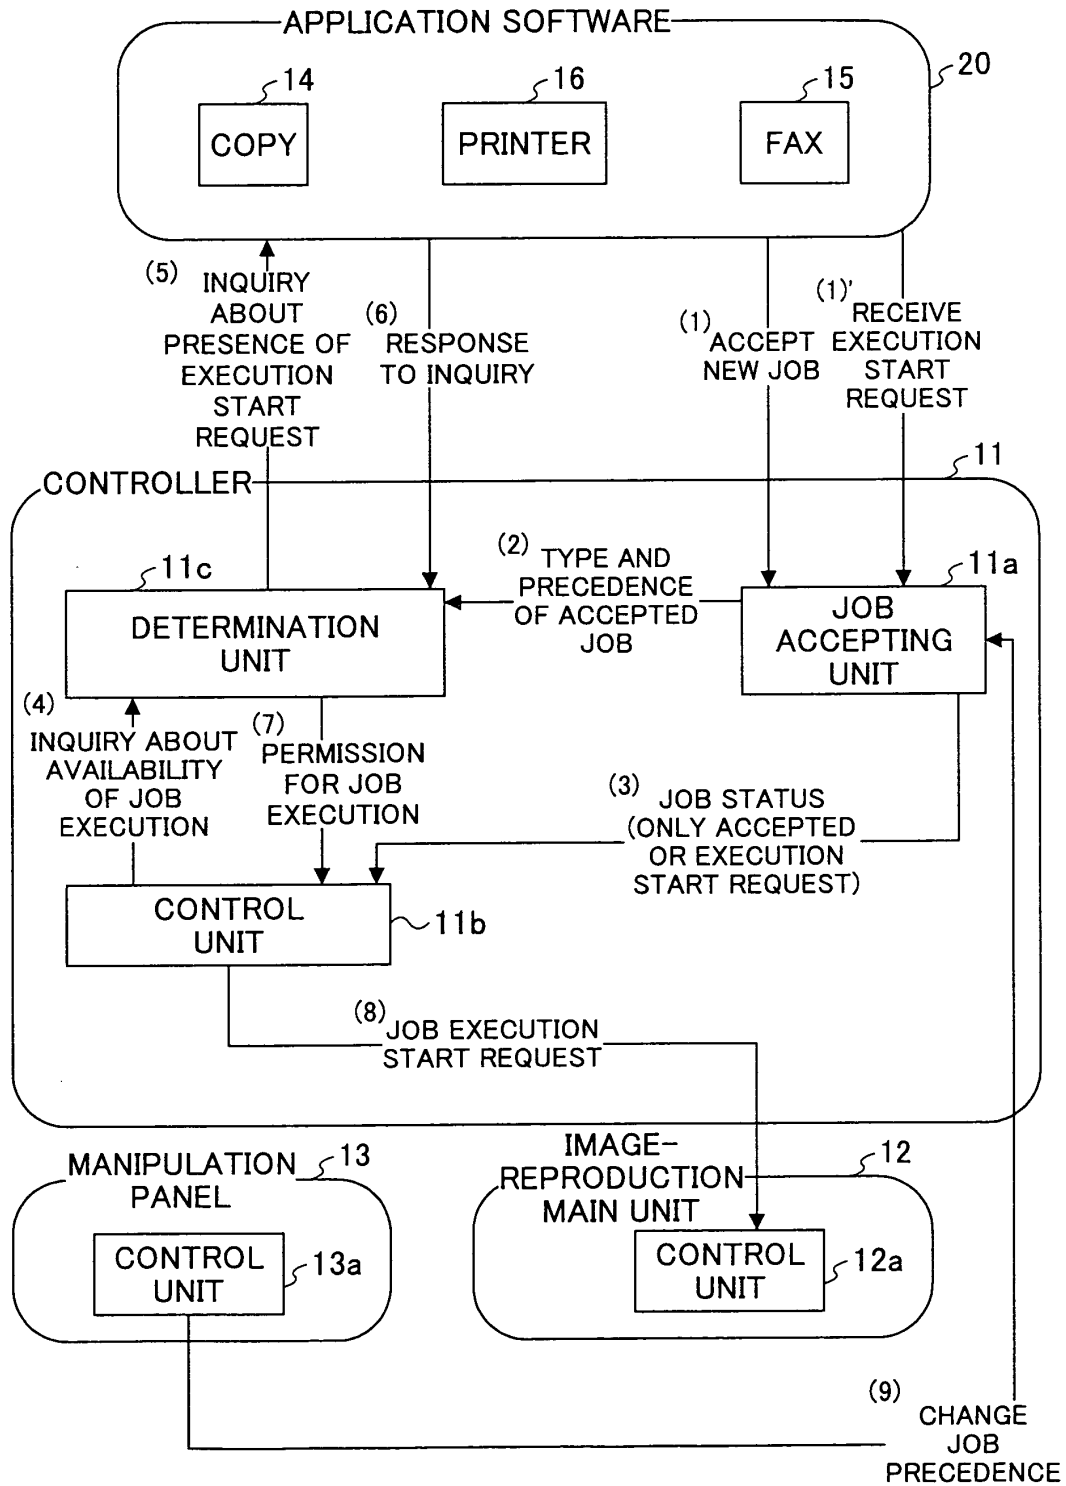 APPLICATION SOFTWARE
20
14
16
15
COPY
PRINTER
FAX
(5)
INQUIRY
ABOUT
PRESENCE OF
EXECUTION
START
REQUEST
(6)
RESPONSE
TO INQUIRY
(1)
ACCEPT
NEW JOB
(1)'
RECEIVE
EXECUTION
START
REQUEST
CONTROLLER
11
11c
DETERMINATION
UNIT
(2)
TYPE AND
PRECEDENCE
OF ACCEPTED
JOB
11a
JOB
ACCEPTING
UNIT
(4)
INQUIRY ABOUT
AVAILABILITY
OF JOB
EXECUTION
(7)
PERMISSION
FOR JOB
EXECUTION
(3)
JOB STATUS
(ONLY ACCEPTED
OR EXECUTION
START REQUEST)
CONTROL
UNIT
11b
(8)
JOB EXECUTION
START REQUEST
MANIPULATION
PANEL
13
CONTROL
UNIT
13a
IMAGE-
REPRODUCTION
MAIN UNIT
12
CONTROL
UNIT
12a
(9)
CHANGE
JOB
PRECEDENCE